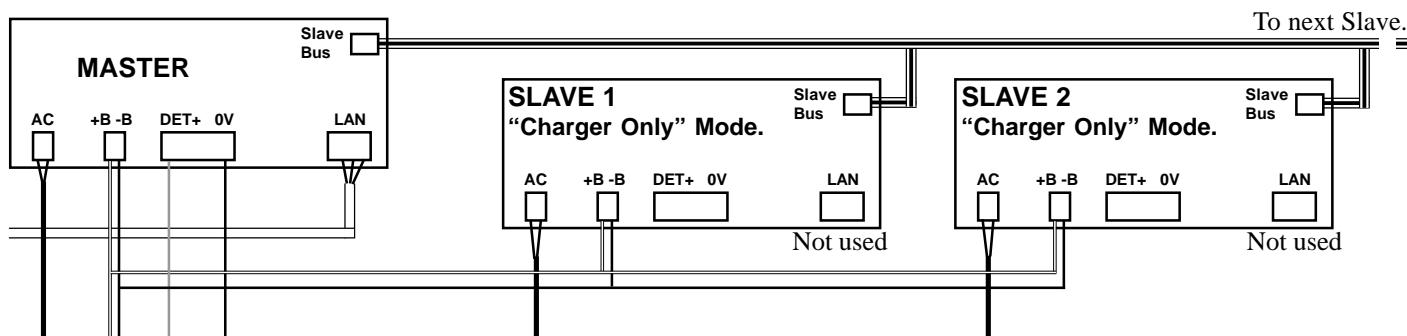 To next Slave.
Slave
Bus
MASTER
AC +B -B DET+ 0V LAN
SLAVE 1
“Charger Only” Mode.
Slave
Bus
AC +B -B DET+ 0V LAN
Not used
SLAVE 2
“Charger Only” Mode.
Slave
Bus
AC +B -B DET+ 0V LAN
Not used